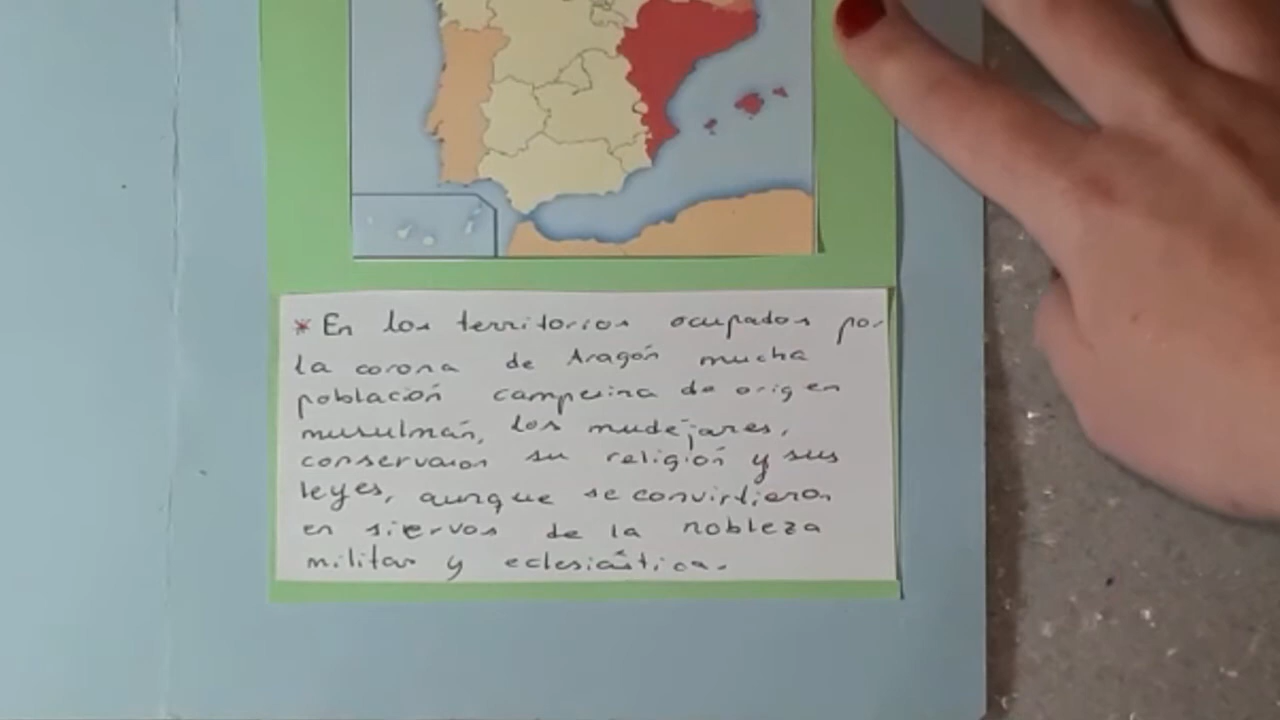 * En los territorios ocupados por
la corona de Aragón mucha
población campesina de origen
musulmán, los mudéjares,
conservaron su religión y sus
leyes, aunque se convirtieron
en siervos de la nobleza
militar y eclesiástica.